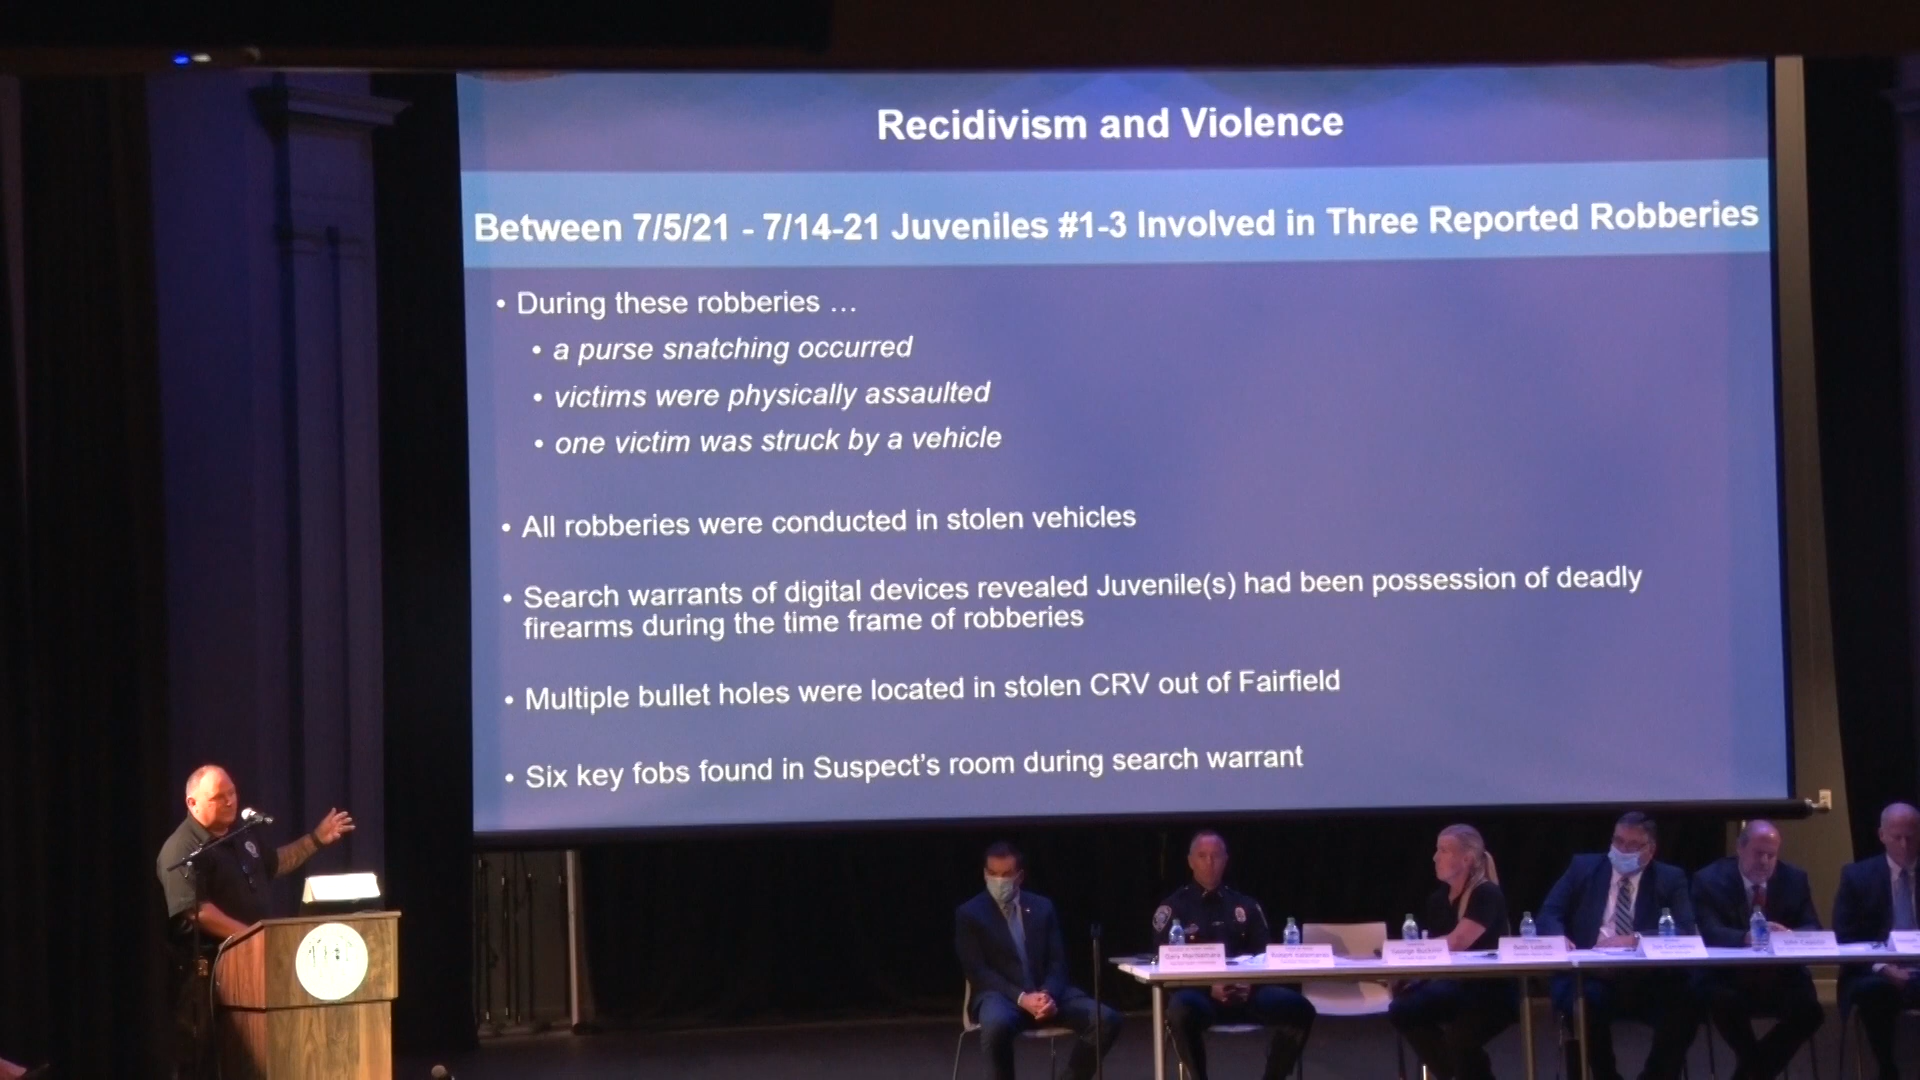 Recidivism and Violence
Between 7/5/21 - 7/14-21 Juveniles #1-3 Involved in Three Reported Robberies
• During these robberies …
• a purse snatching occurred
• victims were physically assaulted
• one victim was struck by a vehicle
• All robberies were conducted in stolen vehicles
• Search warrants of digital devices revealed Juvenile(s) had been possession of deadly
firearms during the time frame of robberies
• Multiple bullet holes were located in stolen CRV out of Fairfield
• Six key fobs found in Suspect's room during search warrant